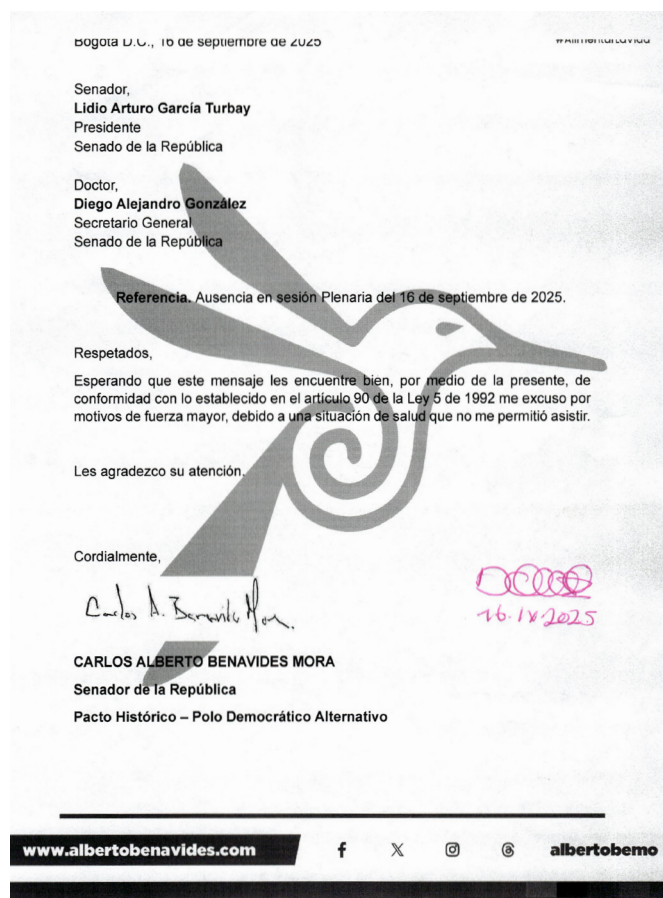 Bogotá D.C., 16 de septiembre de 2025
#AlimentarLaVida
Senador,
Lidio Arturo García Turbay
Presidente
Senado de la República
Doctor,
Diego Alejandro González
Secretario General
Senado de la República
Referencia. Ausencia en sesión Plenaria del 16 de septiembre de 2025.
Respetados,
Esperando que este mensaje les encuentre bien, por medio de la presente, de
conformidad con lo establecido en el artículo 90 de la Ley 5 de 1992 me excuso por
motivos de fuerza mayor, debido a una situación de salud que no me permitió asistir.
Les agradezco su atención.
Cordialmente,
Carlos A. Benavides Mora
16.IX.2025
CARLOS ALBERTO BENAVIDES MORA
Senador de la República
Pacto Histórico – Polo Democrático Alternativo
www.albertobenavides.com
albertobemo